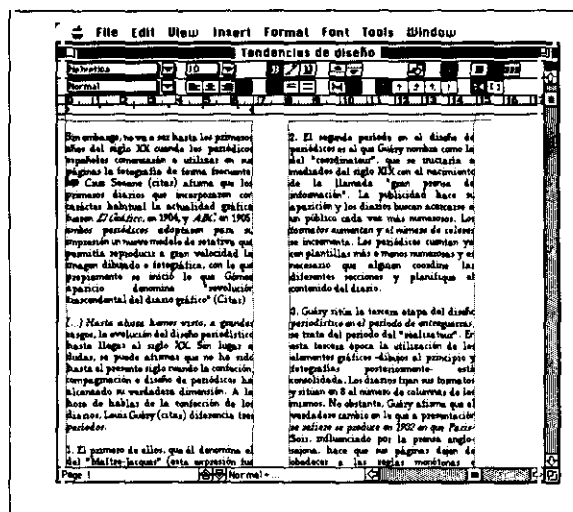 File Edit View Insert Format Font Tools Window
Tendencias de diseño
Helvetica 10
Normal
Sin embargo, no va a ser hasta los primeros
años del siglo XX cuando los periódicos
españoles comenzarán a utilizar en sus
páginas la fotografía de forma frecuente.
Cruz Seoane (citas) afirma que los
primeros diarios que incorporaron con
carácter habitual la actualidad gráfica
fueron El Gráfico, en 1904, y ABC, en 1905
ambos periódicos adoptaron para su
impresión un nuevo modelo de rotativa que
permitía reproducir a gran velocidad la
imagen dibujada o fotográfica, con lo que
propiamente se inició lo que Gómez
Aparicio denomina "revolución
trascendental del diario gráfico" (Citas)
(...) Hasta ahora hemos visto, a grandes
rasgos, la evolución del diseño periodístico
hasta llegar al siglo XX. Sin lugar a
dudas, se puede afirmar que no ha sido
hasta el presente siglo cuando la confección,
compaginación o diseño de periódicos ha
alcanzado su verdadera dimensión. A la
hora de hablar de la confección de los
diarios, Louis Guéry (citas) diferencia tres
períodos.
1. El primero de ellos, que él denomina el
del "Maître-Jacques" (esta expresión fue
2. El segundo período en el diseño de
periódicos es al que Guéry nombra como la
del "coordinateur", que se iniciaría a
mediados del siglo XIX con el nacimiento
de la llamada "gran prensa de
información". La publicidad hace su
aparición y los diarios buscan acercarse a
un público cada vez más numeroso. Los
formatos aumentan y el número de colores
se incrementa. Los periódicos cuentan ya
con plantillas más o menos numerosas y es
necesario que alguien coordine las
diferentes secciones y planifique el
contenido del diario.
3. Guéry sitúa la tercera etapa del diseño
periodístico en el período de entreguerras,
se trata del período del "réalisateur". En
esta tercera época la utilización de los
elementos gráficos -dibujos al principio y
fotografías posteriormente- está
consolidada. Los diarios fijan sus formatos
y sitúan en 8 el número de columnas de los
mismos. No obstante, Guéry afirma que el
verdadero cambio en lo que a presentación
se refiere se produce en 1932 en que Paris-
Soir, influenciado por la prensa anglo-
sajona, hace que sus páginas dejen de
obedecer a las reglas monótonas e
Page 1 Normal+...